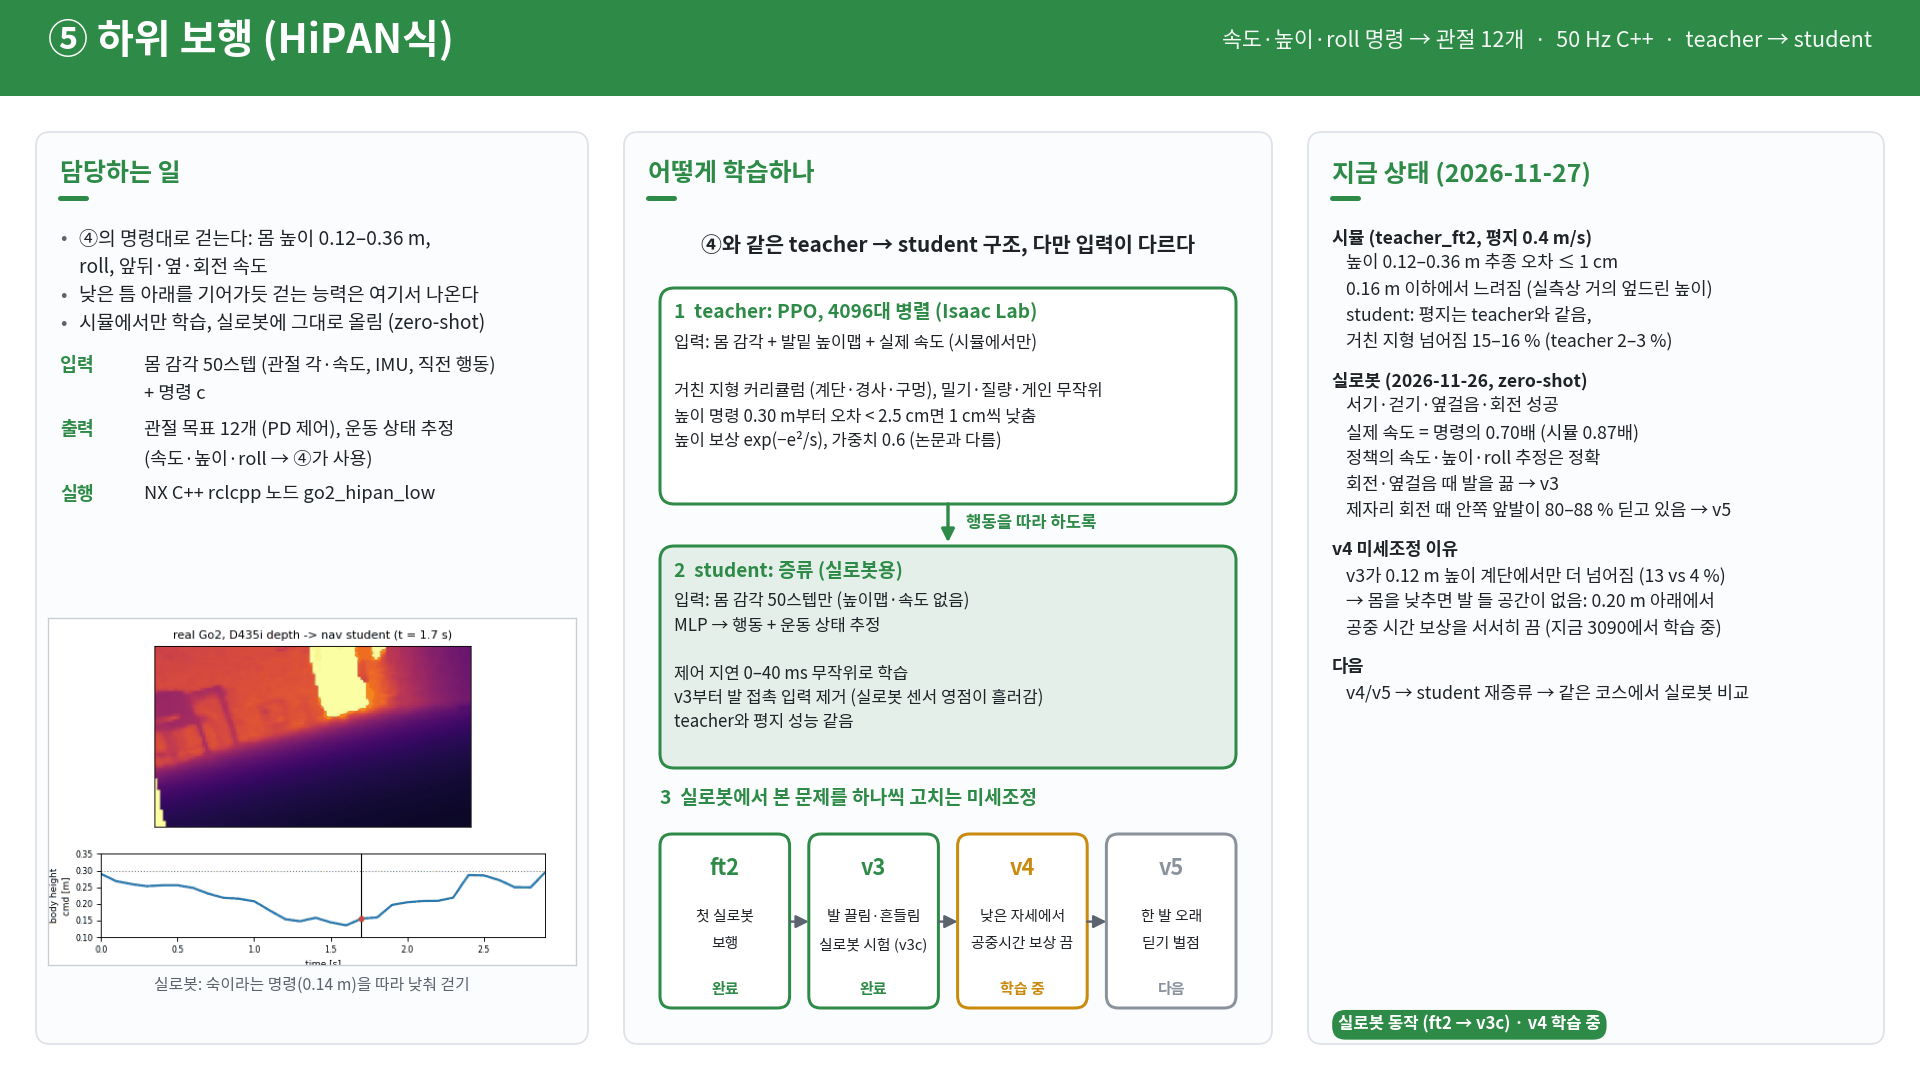 ⑤ 하위 보행 (HiPAN식)
속도·높이·roll 명령 → 관절 12개 · 50 Hz C++ · teacher → student
담당하는 일
• ④의 명령대로 걷는다: 몸 높이 0.12–0.36 m,
roll, 앞뒤·옆·회전 속도
• 낮은 틈 아래를 기어가듯 걷는 능력은 여기서 나온다
• 시뮬에서만 학습, 실로봇에 그대로 올림 (zero-shot)
입력 몸 감각 50스텝 (관절 각·속도, IMU, 직전 행동)
+ 명령 c
출력 관절 목표 12개 (PD 제어), 운동 상태 추정
(속도·높이·roll → ④가 사용)
실행 NX C++ rclcpp 노드 go2_hipan_low
real Go2, D435i depth -> nav student (t = 1.7 s)
0.35
0.30
0.25
0.20
0.15
0.10
body height
cmd [m]
0.0 0.5 1.0 1.5 2.0 2.5
time [s]
실로봇: 숙이라는 명령(0.14 m)을 따라 낮춰 걷기
어떻게 학습하나
④와 같은 teacher → student 구조, 다만 입력이 다르다
1 teacher: PPO, 4096대 병렬 (Isaac Lab)
입력: 몸 감각 + 발밑 높이맵 + 실제 속도 (시뮬에서만)
거친 지형 커리큘럼 (계단·경사·구멍), 밀기·질량·게인 무작위
높이 명령 0.30 m부터 오차 < 2.5 cm면 1 cm씩 낮춤
높이 보상 exp(−e²/s), 가중치 0.6 (논문과 다름)
행동을 따라 하도록
2 student: 증류 (실로봇용)
입력: 몸 감각 50스텝만 (높이맵·속도 없음)
MLP → 행동 + 운동 상태 추정
제어 지연 0–40 ms 무작위로 학습
v3부터 발 접촉 입력 제거 (실로봇 센서 영점이 흘러감)
teacher와 평지 성능 같음
3 실로봇에서 본 문제를 하나씩 고치는 미세조정
ft2
첫 실로봇
보행
완료
v3
발 끌림·흔들림
실로봇 시험 (v3c)
완료
v4
낮은 자세에서
공중시간 보상 끔
학습 중
v5
한 발 오래
딛기 벌점
다음
지금 상태 (2026-11-27)
시뮬 (teacher_ft2, 평지 0.4 m/s)
높이 0.12–0.36 m 추종 오차 ≤ 1 cm
0.16 m 이하에서 느려짐 (실측상 거의 엎드린 높이)
student: 평지는 teacher와 같음,
거친 지형 넘어짐 15–16 % (teacher 2–3 %)
실로봇 (2026-11-26, zero-shot)
서기·걷기·옆걸음·회전 성공
실제 속도 = 명령의 0.70배 (시뮬 0.87배)
정책의 속도·높이·roll 추정은 정확
회전·옆걸음 때 발을 끎 → v3
제자리 회전 때 안쪽 앞발이 80–88 % 딛고 있음 → v5
v4 미세조정 이유
v3가 0.12 m 높이 계단에서만 더 넘어짐 (13 vs 4 %)
→ 몸을 낮추면 발 들 공간이 없음: 0.20 m 아래에서
공중 시간 보상을 서서히 끔 (지금 3090에서 학습 중)
다음
v4/v5 → student 재증류 → 같은 코스에서 실로봇 비교
실로봇 동작 (ft2 → v3c) · v4 학습 중